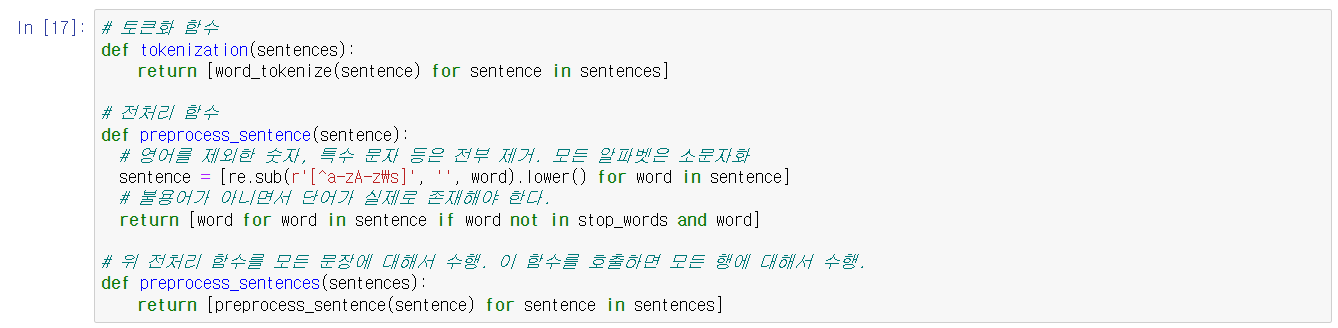 In [17]:
# 토큰화 함수
def tokenization(sentences):
    return [word_tokenize(sentence) for sentence in sentences]

# 전처리 함수
def preprocess_sentence(sentence):
  # 영어를 제외한 숫자, 특수 문자 등은 전부 제거. 모든 알파벳은 소문자화
  sentence = [re.sub(r'[^a-zA-z₩s]', '', word).lower() for word in sentence]
  # 불용어가 아니면서 단어가 실제로 존재해야 한다.
  return [word for word in sentence if word not in stop_words and word]

# 위 전처리 함수를 모든 문장에 대해서 수행. 이 함수를 호출하면 모든 행에 대해서 수행.
def preprocess_sentences(sentences):
    return [preprocess_sentence(sentence) for sentence in sentences]